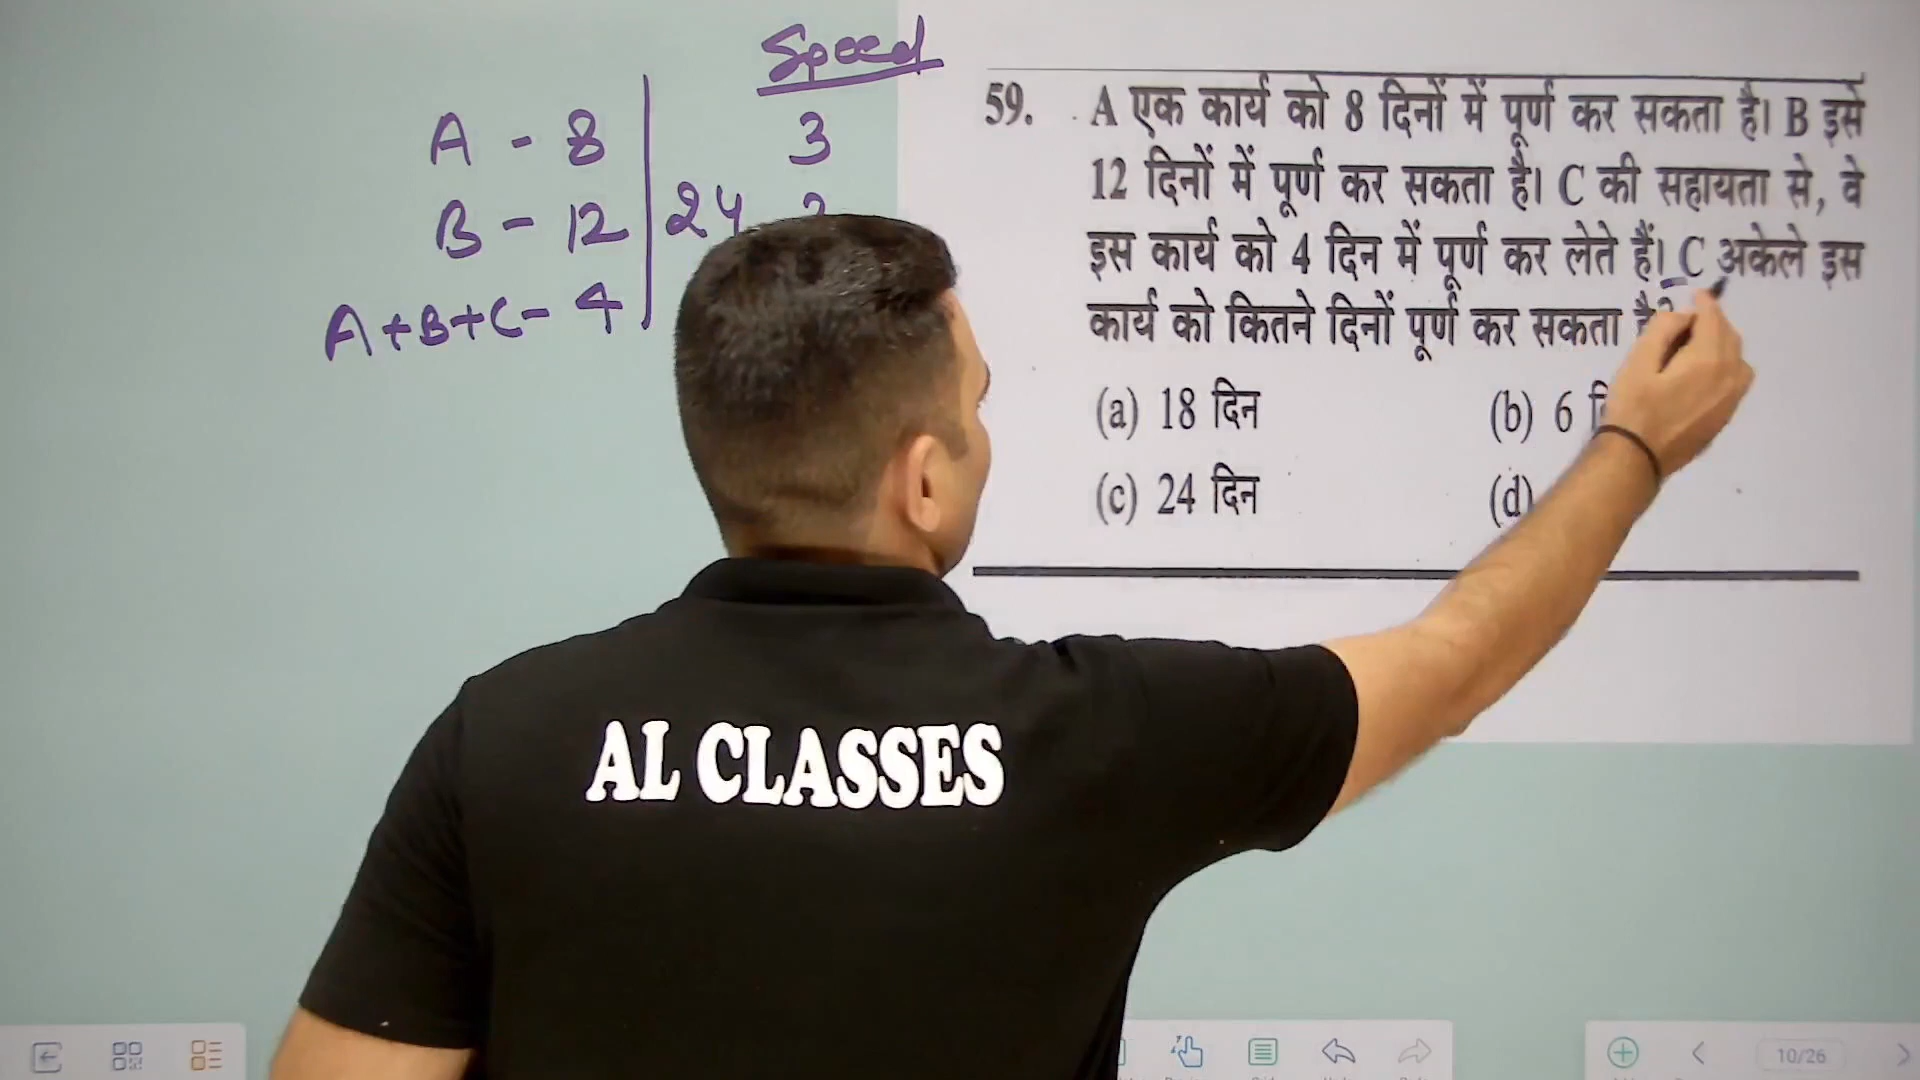 Speed
A - 8
3
B - 12
24
A+B+C - 4
59. A एक कार्य को 8 दिनों में पूर्ण कर सकता है। B इसे
12 दिनों में पूर्ण कर सकता है। C की सहायता से, वे
इस कार्य को 4 दिन में पूर्ण कर लेते हैं। C अकेले इस
कार्य को कितने दिनों पूर्ण कर सकता है?
(a) 18 दिन
(b) 6
(c) 24 दिन
(d)
AL CLASSES
10/26